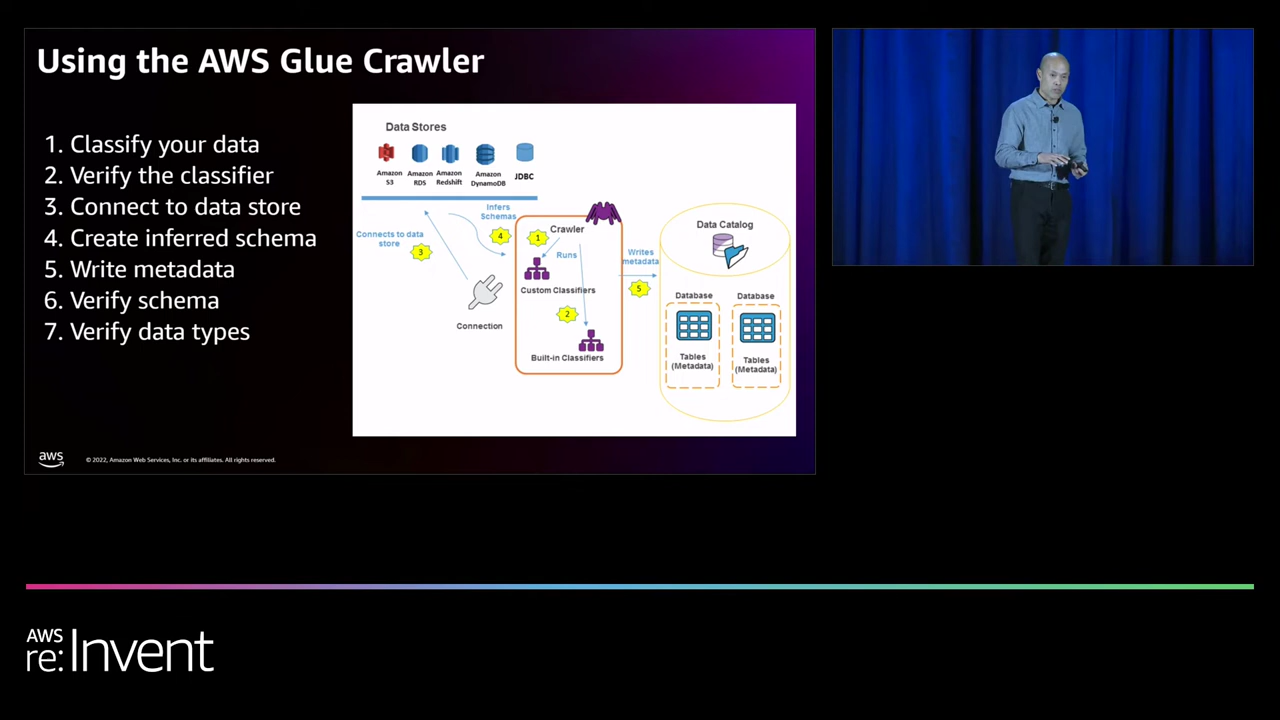 Using the AWS Glue Crawler
1. Classify your data
2. Verify the classifier
3. Connect to data store
4. Create inferred schema
5. Write metadata
6. Verify schema
7. Verify data types
Data Stores
Amazon
S3
Amazon
RDS
Amazon
Redshift
Amazon
DynamoDB
JDBC
Connects to data
store
3
Infers
Schemas
4
Connection
Crawler
1
Runs
Custom Classifiers
2
Built-in Classifiers
Writes
metadata
5
Data Catalog
Database
Tables
(Metadata)
Database
Tables
(Metadata)
aws
© 2022, Amazon Web Services, Inc. or its affiliates. All rights reserved.
AWS
re:Invent